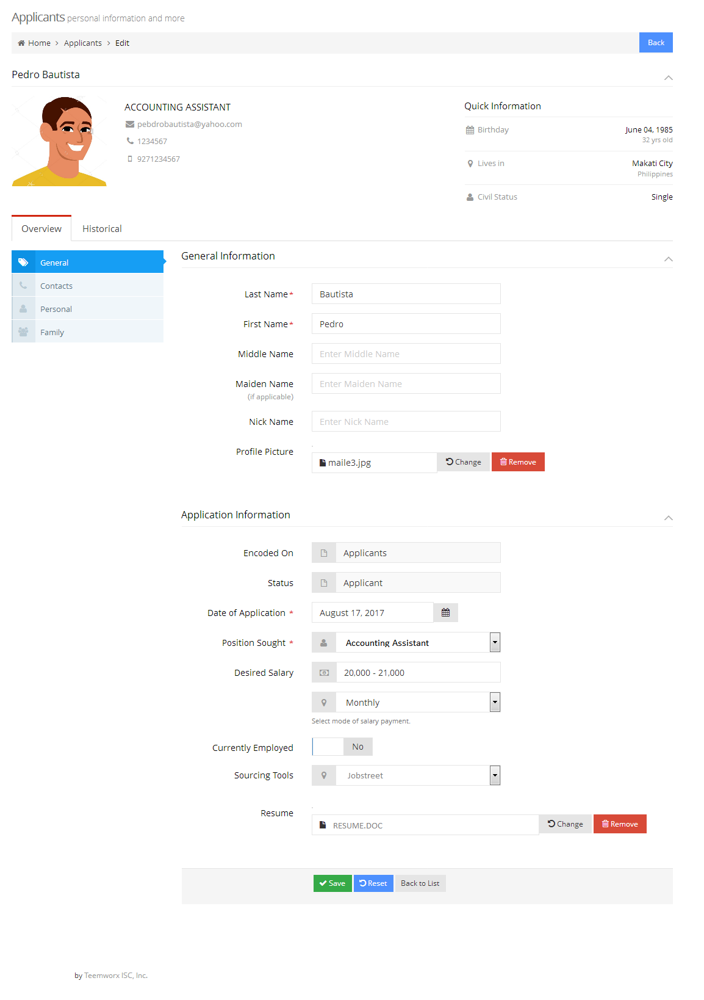 Applicants personal information and more
Home > Applicants > Edit
Back
Pedro Bautista
ACCOUNTING ASSISTANT
pebdrobautista@yahoo.com
1234567
9271234567
Quick Information
Birthday June 04, 1985
32 yrs old
Lives in Makati City
Philippines
Civil Status Single
Overview Historical
General
Contacts
Personal
Family
General Information
Last Name* Bautista
First Name* Pedro
Middle Name Enter Middle Name
Maiden Name Enter Maiden Name
(if applicable)
Nick Name Enter Nick Name
Profile Picture
maile3.jpg Change Remove
Application Information
Encoded On Applicants
Status Applicant
Date of Application * August 17, 2017
Position Sought * Accounting Assistant
Desired Salary 20,000 - 21,000
Monthly
Select mode of salary payment.
Currently Employed No
Sourcing Tools Jobstreet
Resume
RESUME.DOC Change Remove
Save Reset Back to List
by Teemworx ISC, Inc.